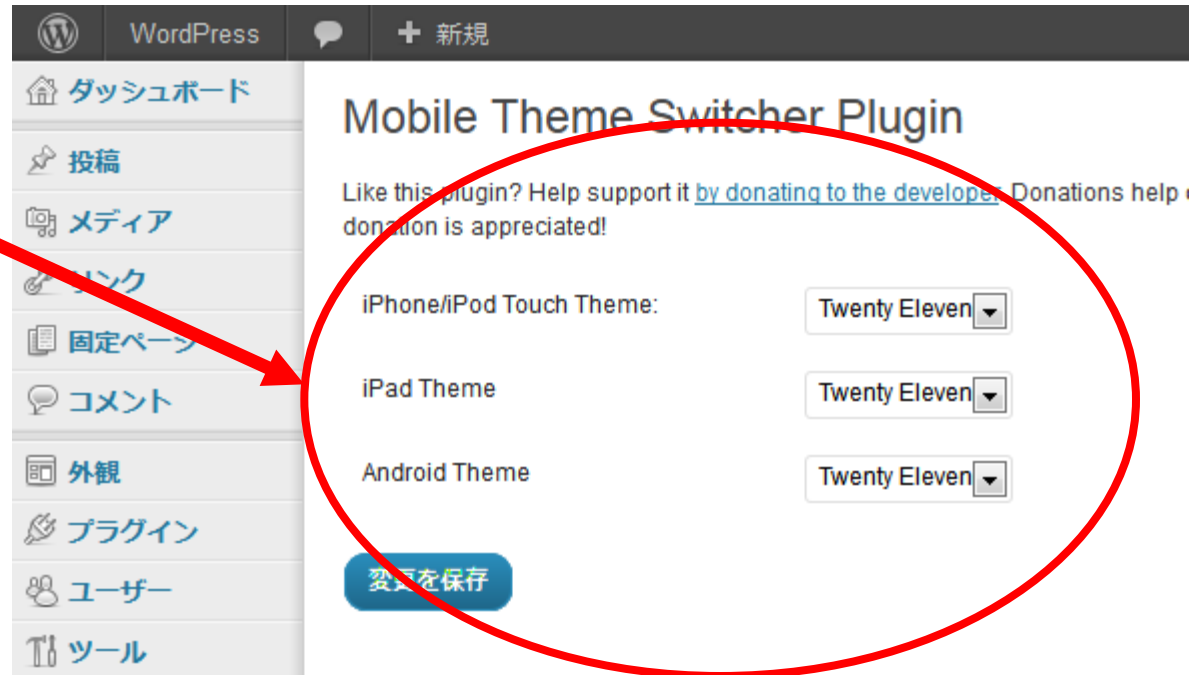 WordPress
新規
ダッシュボード
投稿
メディア
リンク
固定ページ
コメント
外観
プラグイン
ユーザー
ツール
Mobile Theme Switcher Plugin
Like this plugin? Help support it by donating to the developer. Donations help
donation is appreciated!
iPhone/iPod Touch Theme:
Twenty Eleven
iPad Theme
Twenty Eleven
Android Theme
Twenty Eleven
変更を保存